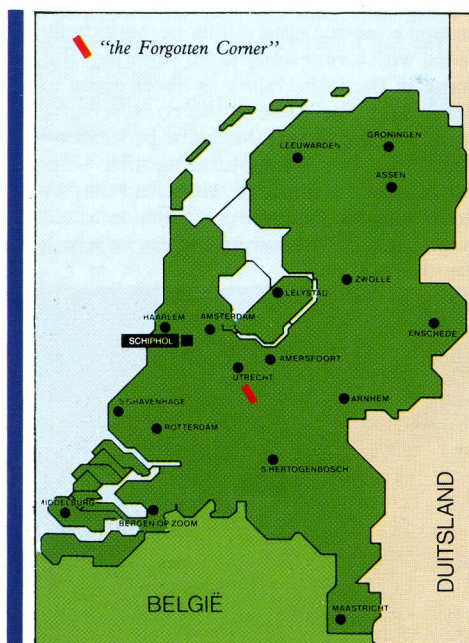 “the Forgotten Corner”
GRONINGEN
LEEUWARDEN
ASSEN
ZWOLLE
LELYSTAD
HAARLEM
AMSTERDAM
ENSCHEDE
SCHIPHOL
AMERSFOORT
UTRECHT
ARNHEM
S GRAVENHAGE
ROTTERDAM
S HERTOGENBOSCH
MIDDELBURG
BERGEN OP ZOOM
DUITSLAND
BELGIË
MAASTRICHT